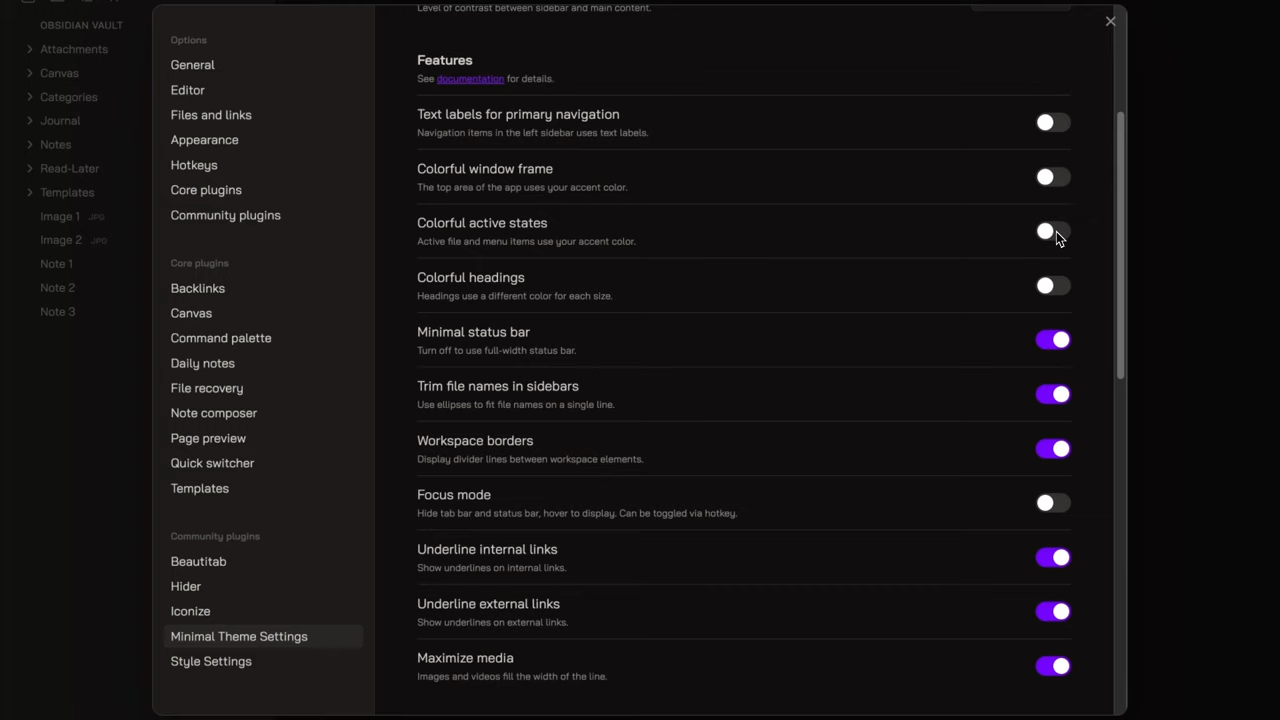 OBSIDIAN VAULT
Attachments
Canvas
Categories
Journal
Notes
Read-Later
Templates
Image 1 JPG
Image 2 JPG
Note 1
Note 2
Note 3
Options
General
Editor
Files and links
Appearance
Hotkeys
Core plugins
Community plugins
Core plugins
Backlinks
Canvas
Command palette
Daily notes
File recovery
Note composer
Page preview
Quick switcher
Templates
Community plugins
Beautitab
Hider
Iconize
Minimal Theme Settings
Style Settings
Level of contrast between sidebar and main content.
Features
See documentation for details.
Text labels for primary navigation
Navigation items in the left sidebar uses text labels.
Colorful window frame
The top area of the app uses your accent color.
Colorful active states
Active file and menu items use your accent color.
Colorful headings
Headings use a different color for each size.
Minimal status bar
Turn off to use full-width status bar.
Trim file names in sidebars
Use ellipses to fit file names on a single line.
Workspace borders
Display divider lines between workspace elements.
Focus mode
Hide tab bar and status bar, hover to display. Can be toggled via hotkey.
Underline internal links
Show underlines on internal links.
Underline external links
Show underlines on external links.
Maximize media
Images and videos fill the width of the line.